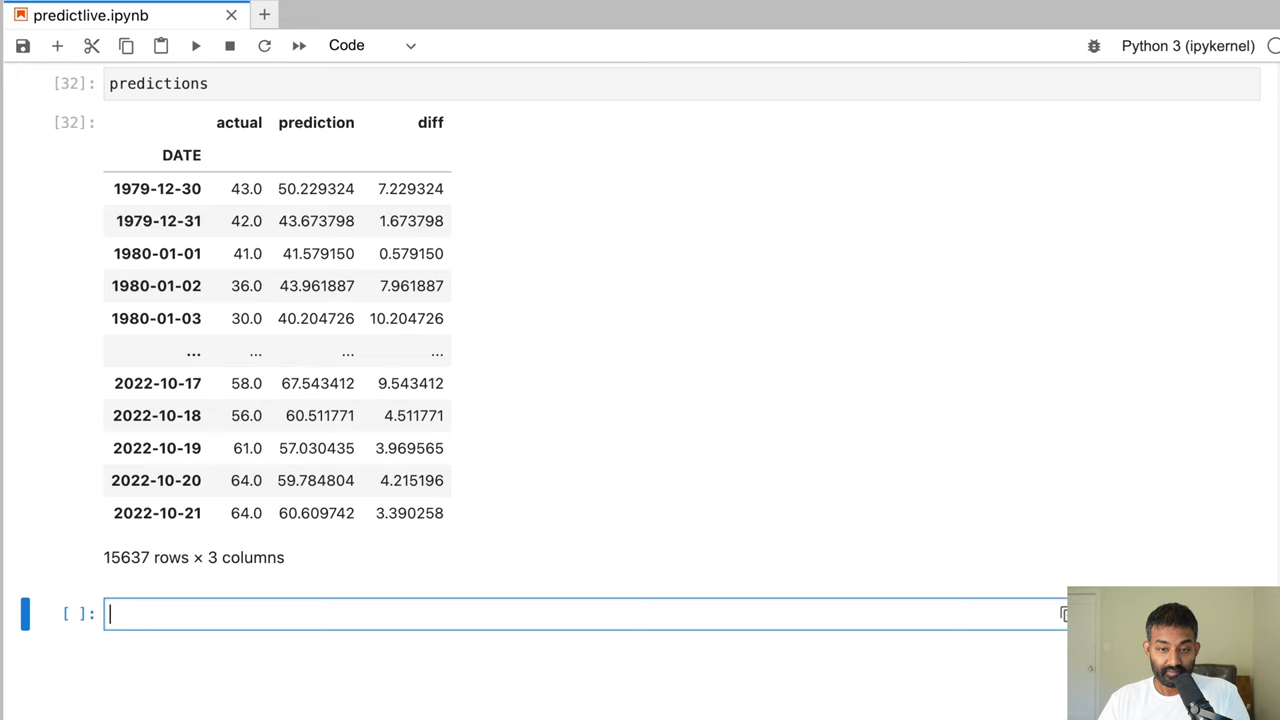 predictlive.ipynb
Code
Python 3 (ipykernel)
[32]: predictions
[32]: actual prediction diff
DATE
1979-12-30 43.0 50.229324 7.229324
1979-12-31 42.0 43.673798 1.673798
1980-01-01 41.0 41.579150 0.579150
1980-01-02 36.0 43.961887 7.961887
1980-01-03 30.0 40.204726 10.204726
... ... ... ...
2022-10-17 58.0 67.543412 9.543412
2022-10-18 56.0 60.511771 4.511771
2022-10-19 61.0 57.030435 3.969565
2022-10-20 64.0 59.784804 4.215196
2022-10-21 64.0 60.609742 3.390258
15637 rows × 3 columns
[ ]: